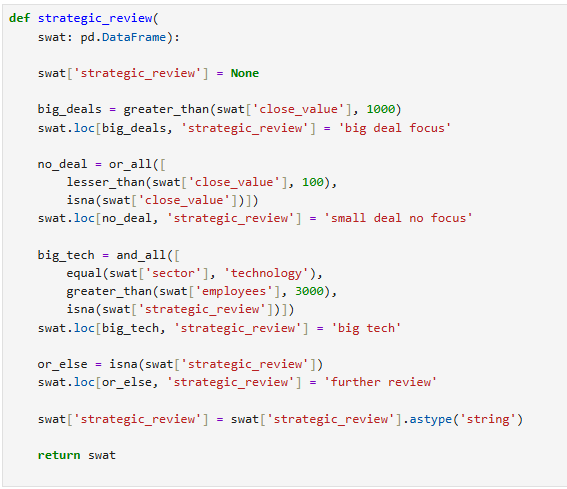 def strategic_review(
    swat: pd.DataFrame):

    swat['strategic_review'] = None

    big_deals = greater_than(swat['close_value'], 1000)
    swat.loc[big_deals, 'strategic_review'] = 'big deal focus'

    no_deal = or_all([
        lesser_than(swat['close_value'], 100),
        isna(swat['close_value'])])
    swat.loc[no_deal, 'strategic_review'] = 'small deal no focus'

    big_tech = and_all([
        equal(swat['sector'], 'technology'),
        greater_than(swat['employees'], 3000),
        isna(swat['strategic_review'])])
    swat.loc[big_tech, 'strategic_review'] = 'big tech'

    or_else = isna(swat['strategic_review'])
    swat.loc[or_else, 'strategic_review'] = 'further review'

    swat['strategic_review'] = swat['strategic_review'].astype('string')

    return swat